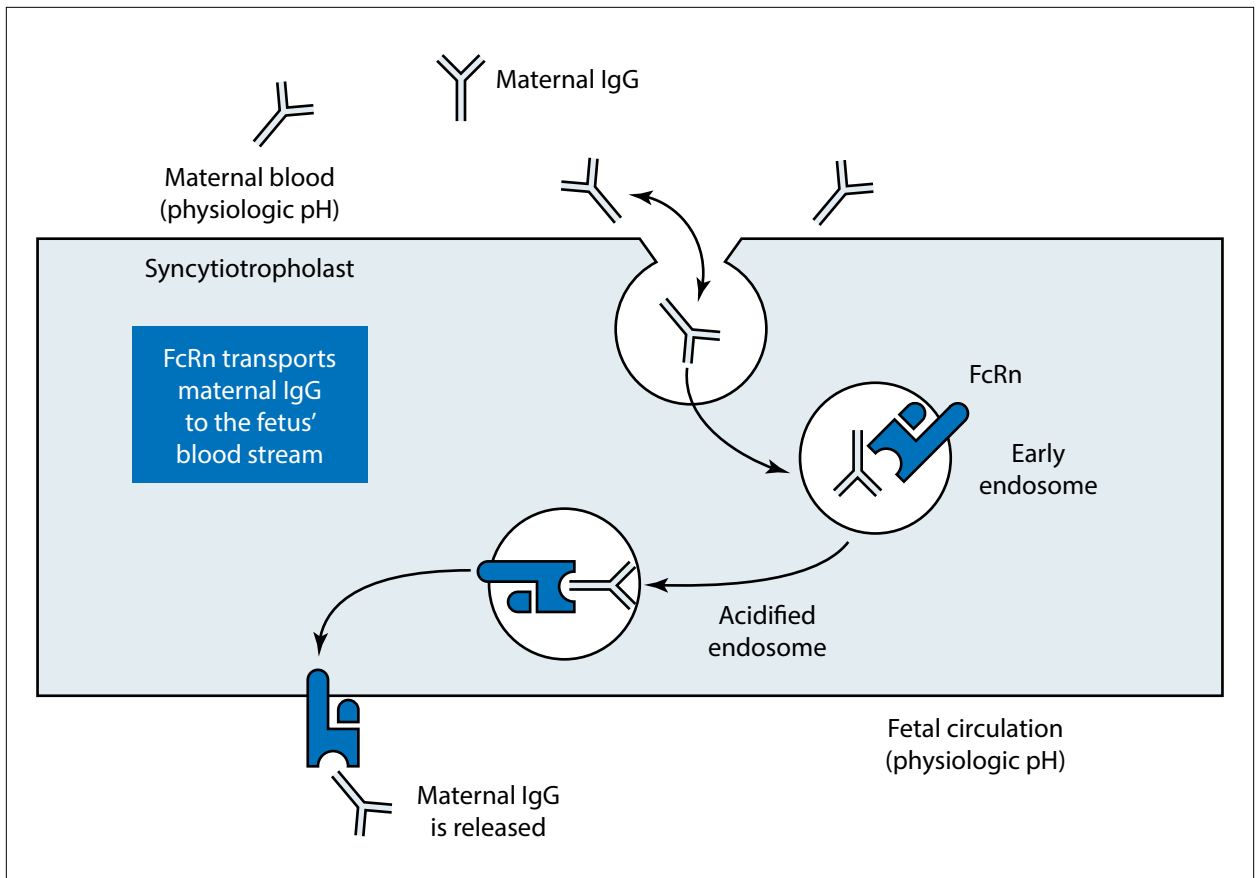 Maternal IgG
Maternal blood
(physiologic pH)
Syncytiotropholast
FcRn transports
maternal IgG
to the fetus’
blood stream
FcRn
Early
endosome
Acidified
endosome
Fetal circulation
(physiologic pH)
Maternal IgG
is released